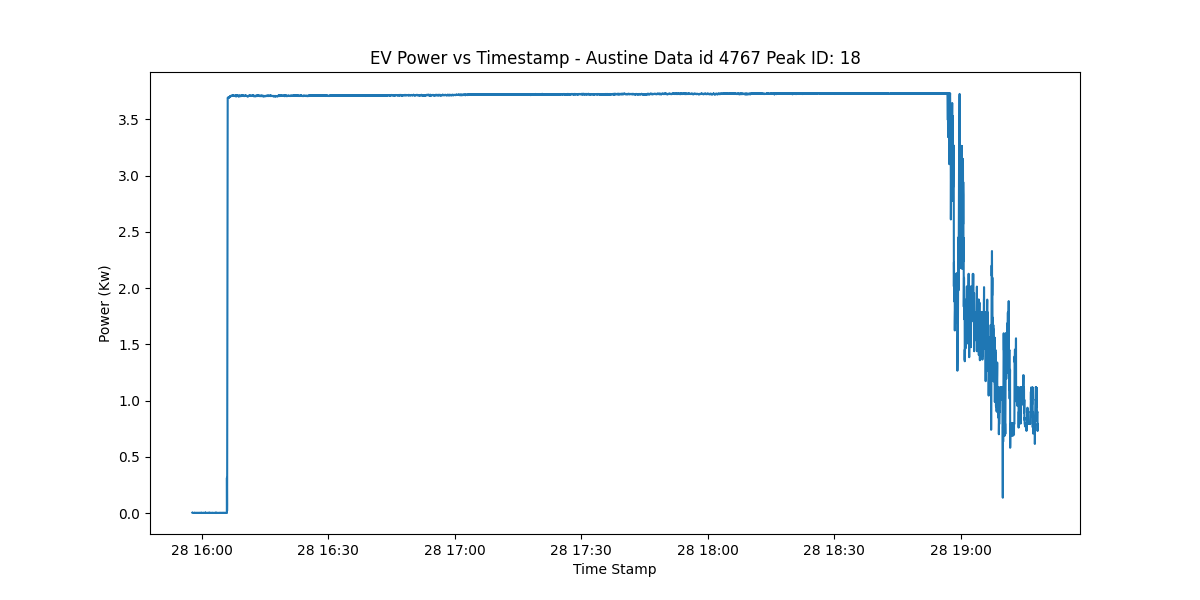 EV Power vs Timestamp - Austine Data id 4767 Peak ID: 18
Power (Kw)
3.5
3.0
2.5
2.0
1.5
1.0
0.5
0.0
28 16:00 28 16:30 28 17:00 28 17:30 28 18:00 28 18:30 28 19:00
Time Stamp